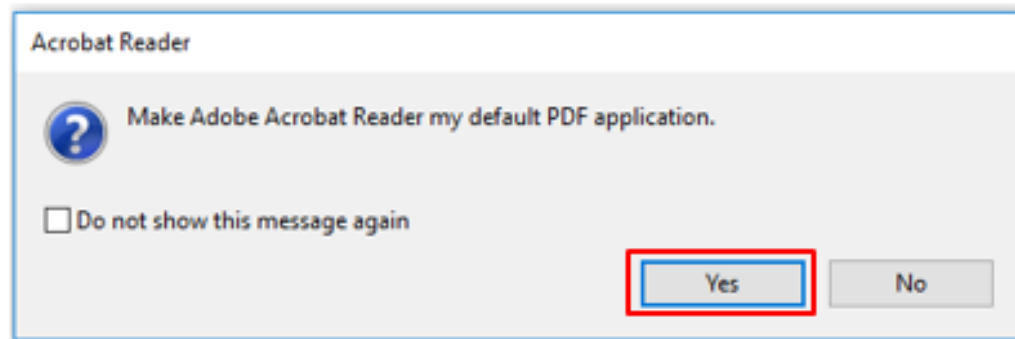 Acrobat Reader
Make Adobe Acrobat Reader my default PDF application.
Do not show this message again
Yes
No